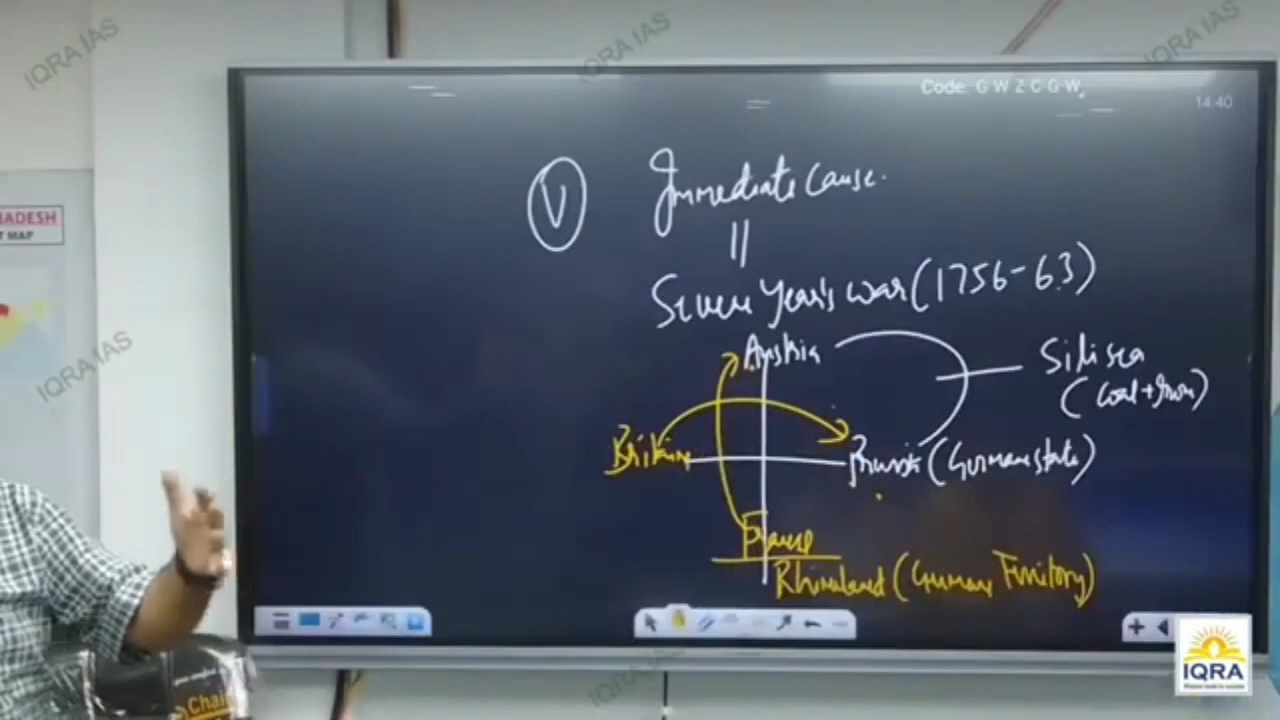 IQRA IAS
IQRA IAS
IQRA IAS
Code: G W Z C G W
14:40
ADESH
T MAP
V Immediate Cause.
Seven Year's war (1756-63)
Austria
Silisea
(Coal + Iron)
IQRA IAS
Britain
Prussia (German state)
France
Rhineland (German Territory)
IQRA
Chai